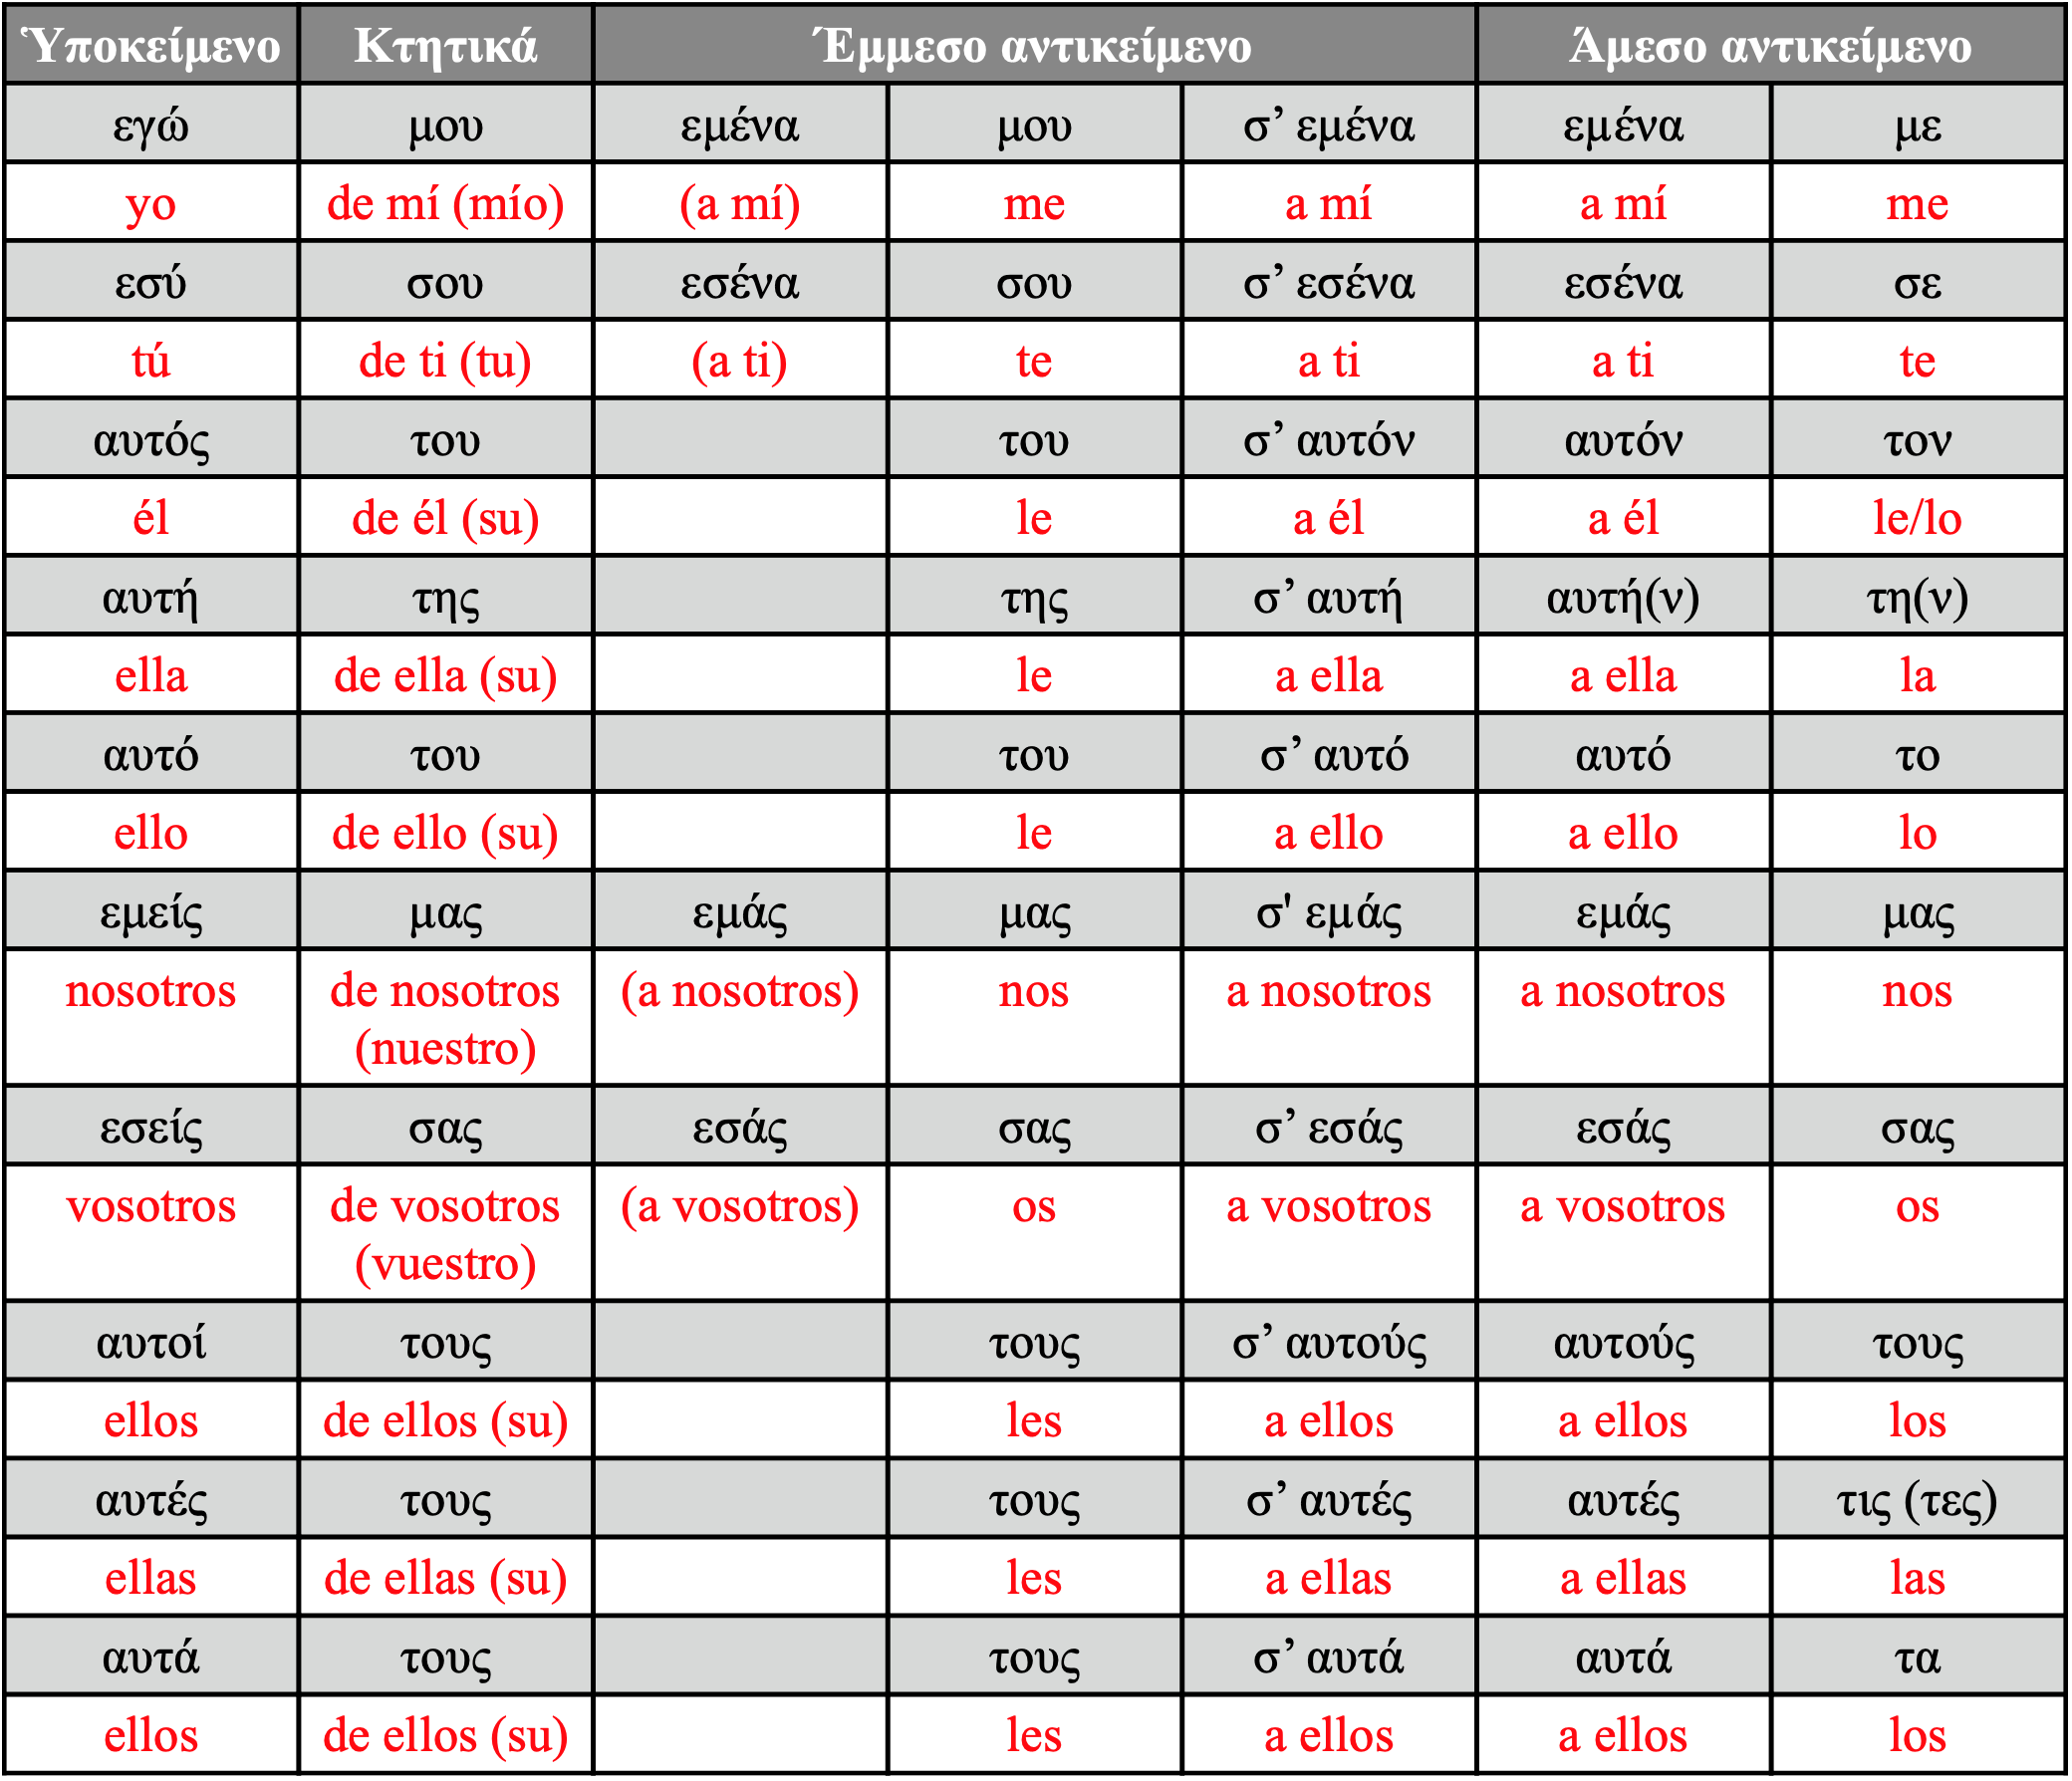 Ὑποκείμενο Κτητικά Έμμεσο αντικείμενο Άμεσο αντικείμενο
εγώ μου εμένα μου σ’ εμένα εμένα με
yo de mí (mío) (a mí) me a mí a mí me
εσύ σου εσένα σου σ’ εσένα εσένα σε
tú de ti (tu) (a ti) te a ti a ti te
αυτός του του σ’ αυτόν αυτόν τον
él de él (su) le a él a él le/lo
αυτή της της σ’ αυτή αυτή(ν) τη(ν)
ella de ella (su) le a ella a ella la
αυτό του του σ’ αυτό αυτό το
ello de ello (su) le a ello a ello lo
εμείς μας εμάς μας σ' εμάς εμάς μας
nosotros de nosotros (a nosotros) nos a nosotros a nosotros nos
(nuestro)
εσείς σας εσάς σας σ’ εσάς εσάς σας
vosotros de vosotros (a vosotros) os a vosotros a vosotros os
(vuestro)
αυτοί τους τους σ’ αυτούς αυτούς τους
ellos de ellos (su) les a ellos a ellos los
αυτές τους τους σ’ αυτές αυτές τις (τες)
ellas de ellas (su) les a ellas a ellas las
αυτά τους τους σ’ αυτά αυτά τα
ellos de ellos (su) les a ellos a ellos los